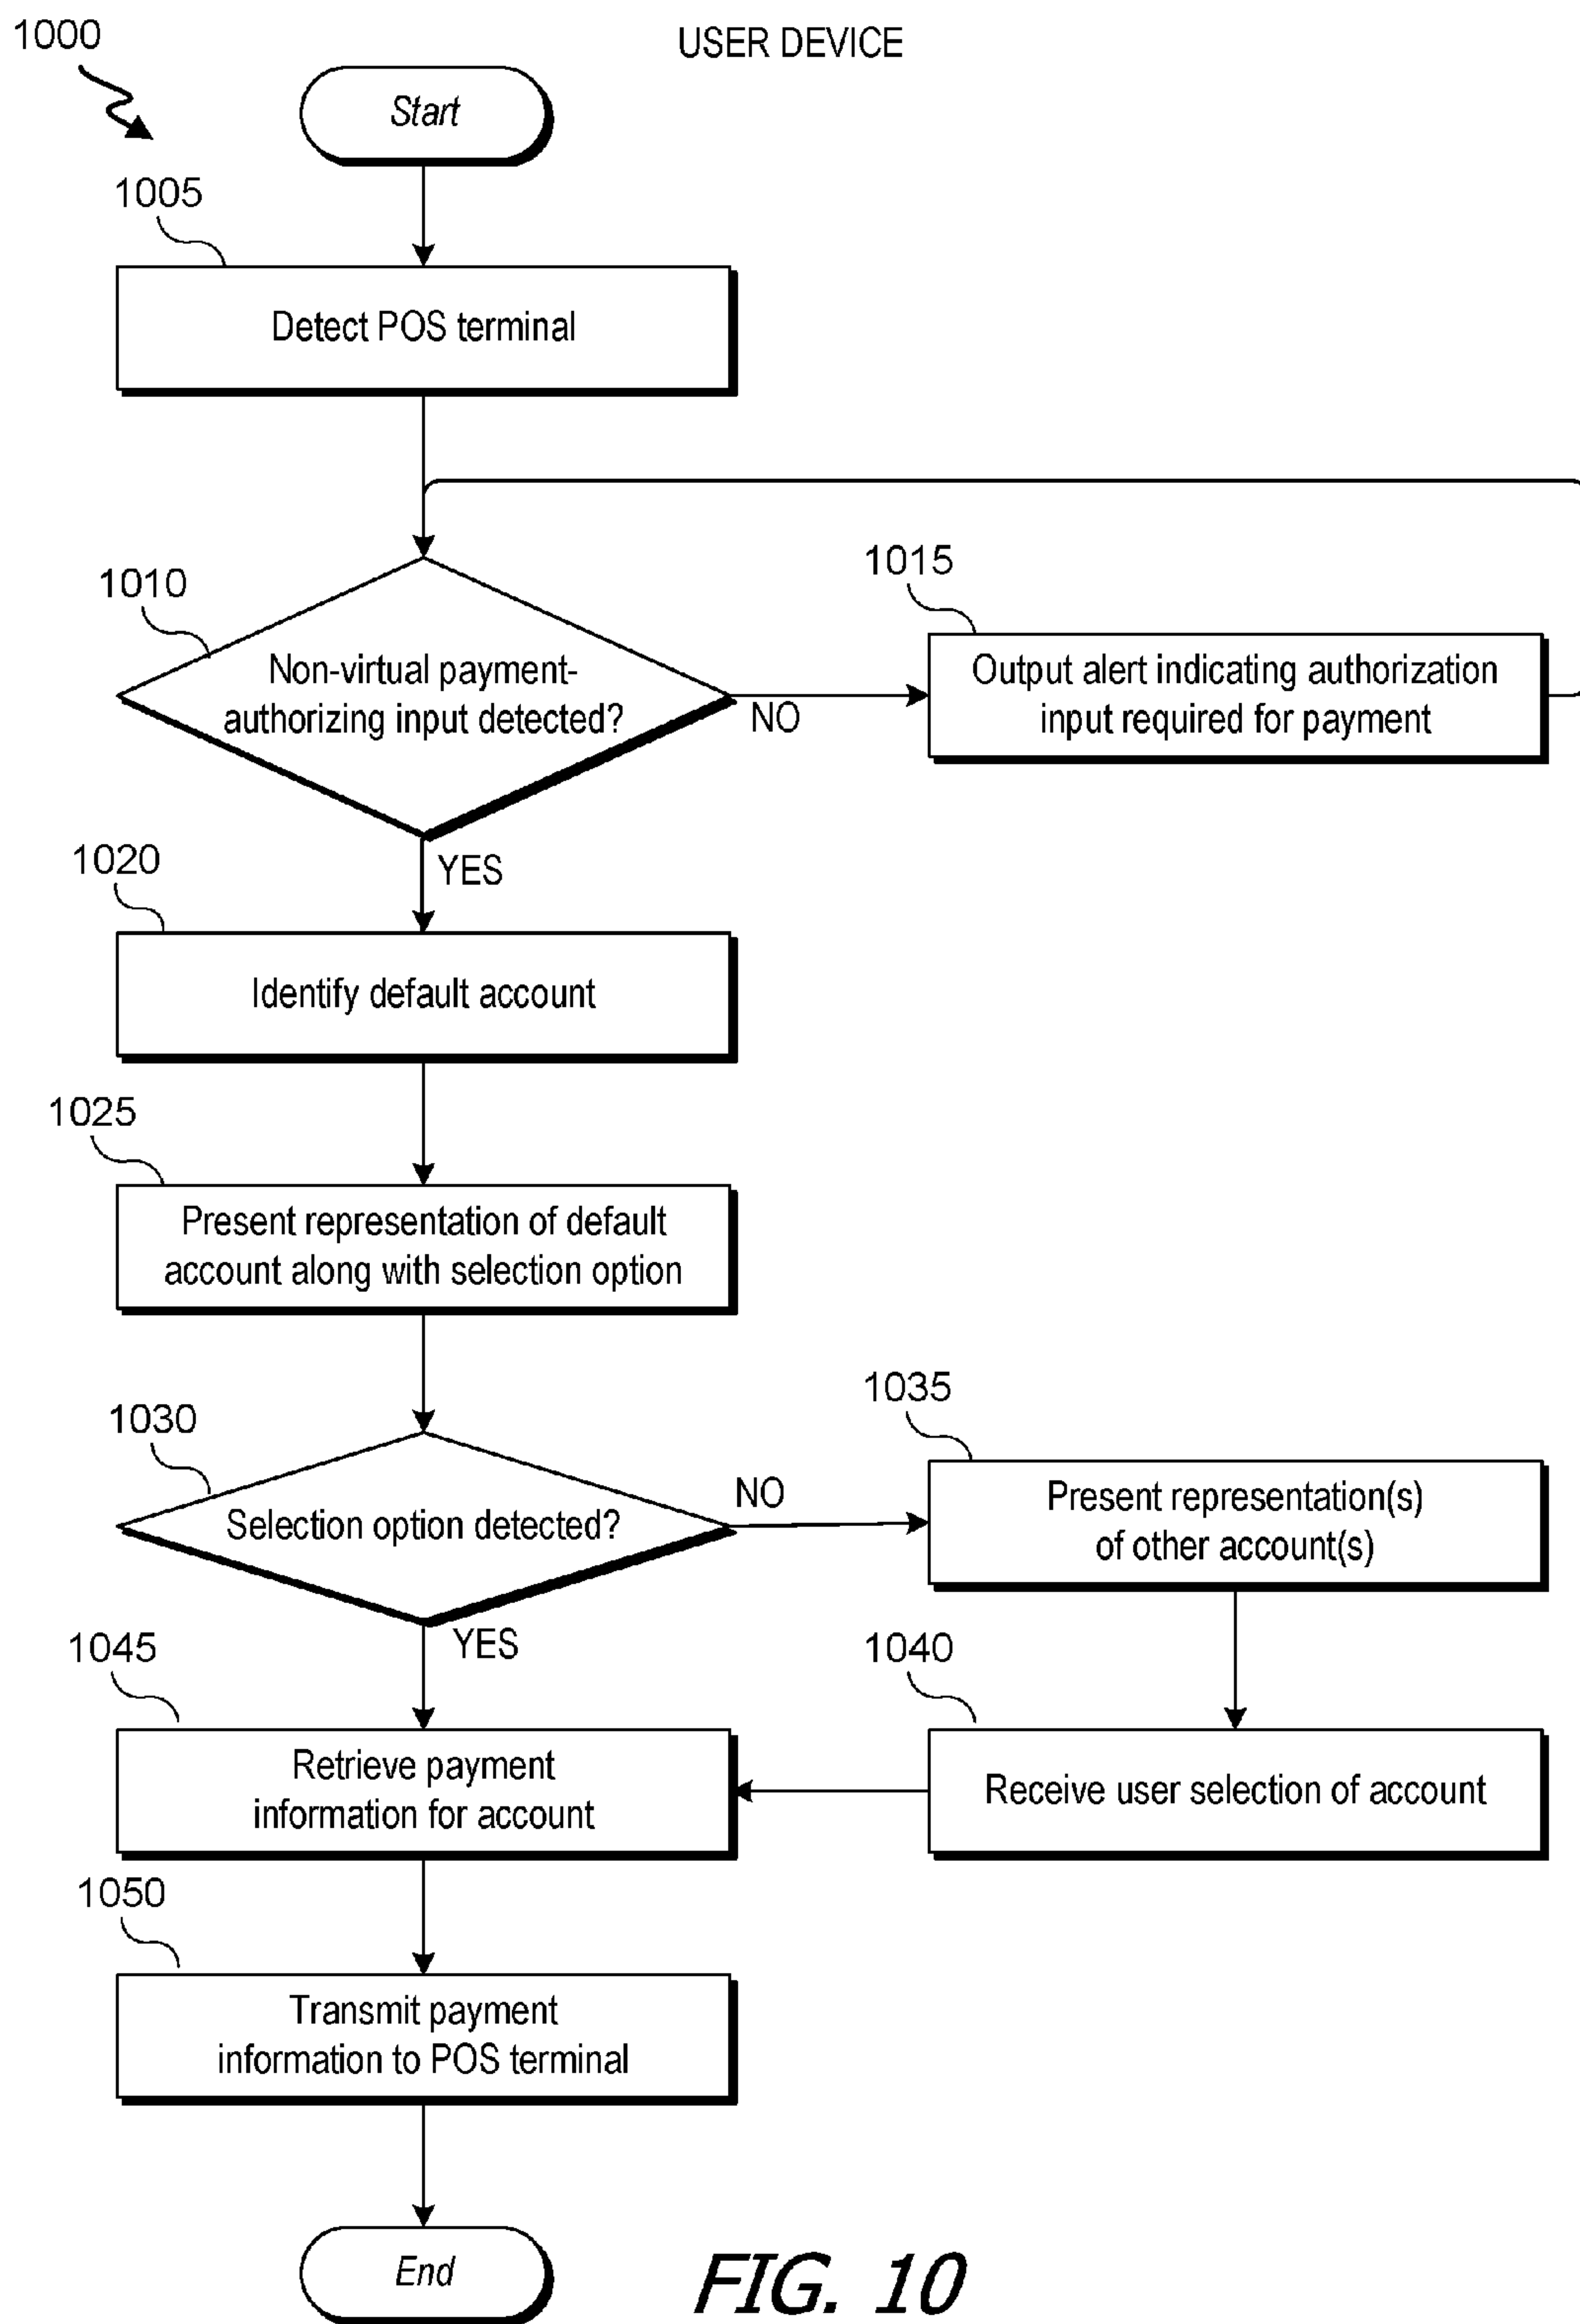 1000
USER DEVICE
Start
1005
Detect POS terminal
1010
Non-virtual payment-
authorizing input detected?
NO
1015
Output alert indicating authorization
input required for payment
YES
1020
Identify default account
1025
Present representation of default
account along with selection option
1030
Selection option detected?
NO
1035
Present representation(s)
of other account(s)
YES
1045
Retrieve payment
information for account
1040
Receive user selection of account
1050
Transmit payment
information to POS terminal
End
FIG. 10